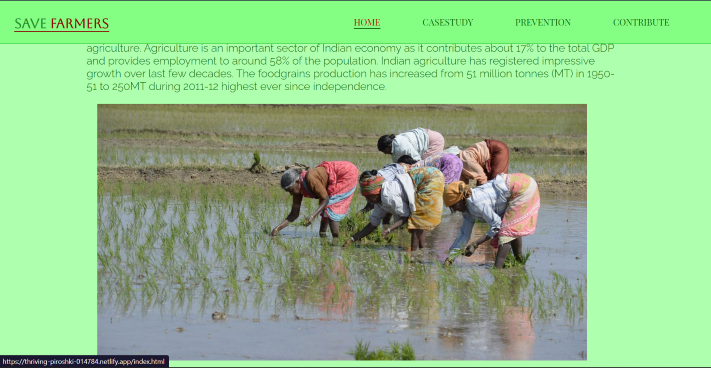 SAVE FARMERS
HOME CASESTUDY PREVENTION CONTRIBUTE
agriculture. Agriculture is an important sector of Indian economy as it contributes about 17% to the total GDP
and provides employment to around 58% of the population. Indian agriculture has registered impressive
growth over last few decades. The foodgrains production has increased from 51 million tonnes (MT) in 1950-
51 to 250MT during 2011-12 highest ever since independence.
https://thriving-piroshki-014784.netlify.app/index.html